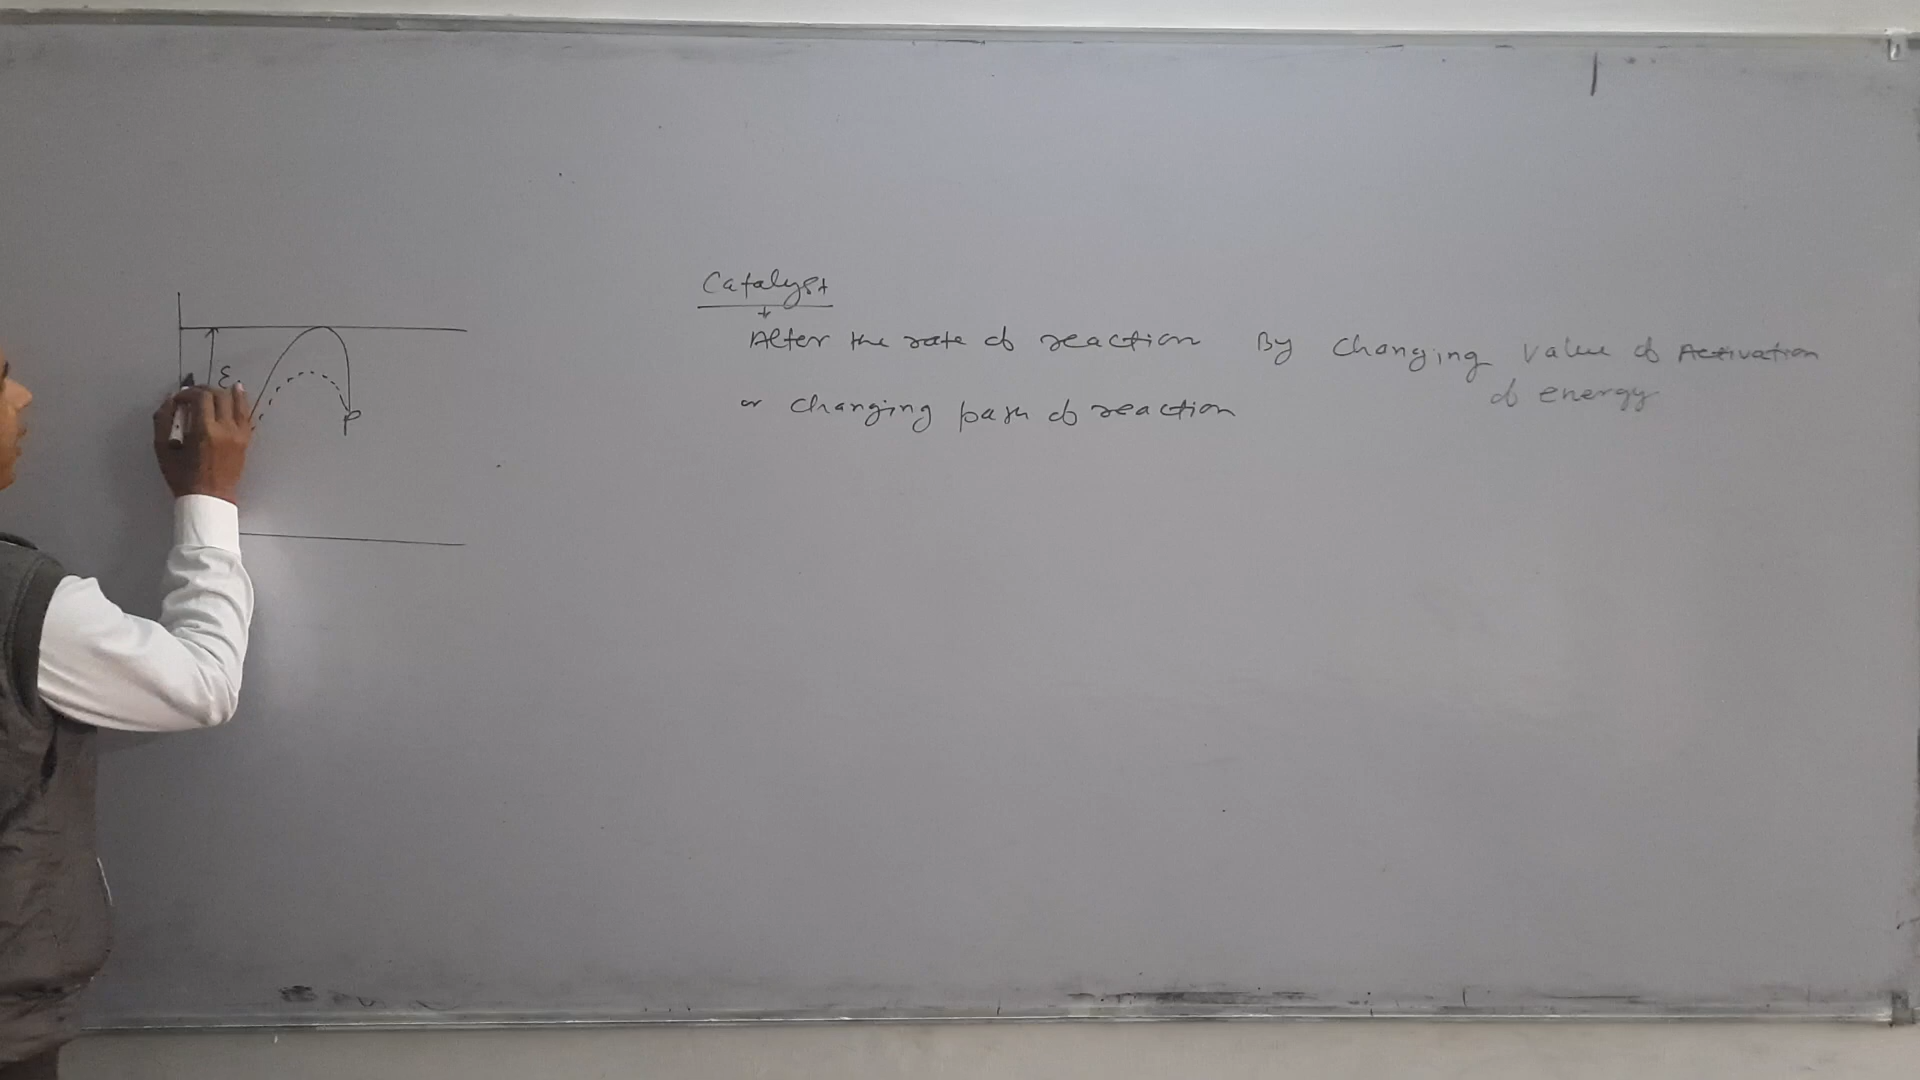 Catalyst
Alter the rate of reaction By changing value of Activation
of energy
or changing path of reaction
E
P